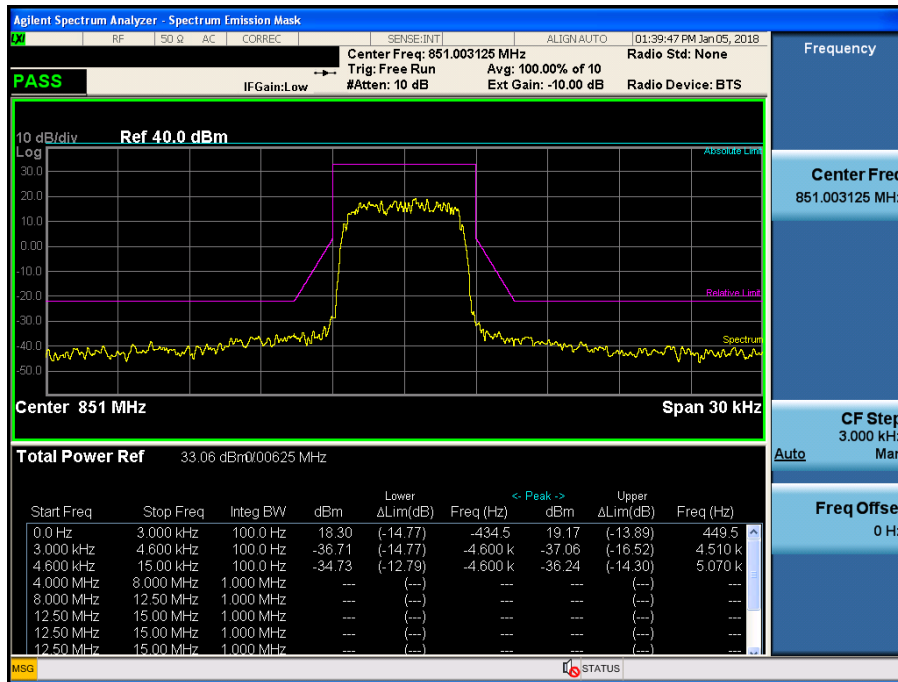 Agilent Spectrum Analyzer - Spectrum Emission Mask
LXI RF 50 Ω AC CORREC SENSE:INT ALIGN AUTO 01:39:47 PM Jan 05, 2018
Center Freq: 851.003125 MHz Radio Std: None
Trig: Free Run Avg: 100.00% of 10
PASS IFGain:Low #Atten: 10 dB Ext Gain: -10.00 dB Radio Device: BTS
10 dB/div Ref 40.0 dBm
Log
Absolute Limit
30.0
20.0
10.0
0.00
-10.0
-20.0
Relative Limit
-30.0
-40.0
Spectrum
-50.0
Center 851 MHz Span 30 kHz
Total Power Ref 33.06 dBm/0.00625 MHz
Lower <- Peak -> Upper
Start Freq Stop Freq Integ BW dBm ΔLim(dB) Freq (Hz) dBm ΔLim(dB) Freq (Hz)
0.0 Hz 3.000 kHz 100.0 Hz 18.30 (-14.77) -434.5 19.17 (-13.89) 449.5
3.000 kHz 4.600 kHz 100.0 Hz -36.71 (-14.77) -4.600 k -37.06 (-16.52) 4.510 k
4.600 kHz 15.00 kHz 100.0 Hz -34.73 (-12.79) -4.600 k -36.24 (-14.30) 5.070 k
4.000 MHz 8.000 MHz 1.000 MHz --- (---) --- --- (---) ---
8.000 MHz 12.50 MHz 1.000 MHz --- (---) --- --- (---) ---
12.50 MHz 15.00 MHz 1.000 MHz --- (---) --- --- (---) ---
12.50 MHz 15.00 MHz 1.000 MHz --- (---) --- --- (---) ---
12.50 MHz 15.00 MHz 1.000 MHz --- (---) --- --- (---) ---
MSG STATUS
Frequency
Center Freq
851.003125 MHz
CF Step
3.000 kHz
Auto Man
Freq Offset
0 Hz